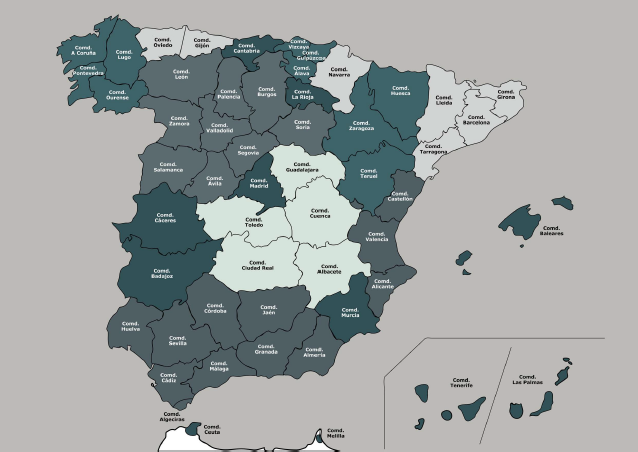 Comd.
A Coruña
Comd.
Lugo
Comd.
Pontevedra
Comd.
Ourense
Comd.
Oviedo
Comd.
Gijón
Comd.
Cantabria
Comd.
Vizcaya
Comd.
Guipúzcoa
Comd.
Álava
Comd.
Navarra
Comd.
La Rioja
Comd.
Huesca
Comd.
Zaragoza
Comd.
Teruel
Comd.
Lleida
Comd.
Girona
Comd.
Barcelona
Comd.
Tarragona
Comd.
León
Comd.
Palencia
Comd.
Burgos
Comd.
Zamora
Comd.
Valladolid
Comd.
Soria
Comd.
Segovia
Comd.
Salamanca
Comd.
Ávila
Comd.
Madrid
Comd.
Guadalajara
Comd.
Cuenca
Comd.
Toledo
Comd.
Ciudad Real
Comd.
Albacete
Comd.
Castellón
Comd.
Valencia
Comd.
Alicante
Comd.
Baleares
Comd.
Cáceres
Comd.
Badajoz
Comd.
Murcia
Comd.
Huelva
Comd.
Sevilla
Comd.
Córdoba
Comd.
Jaén
Comd.
Granada
Comd.
Almería
Comd.
Málaga
Comd.
Cádiz
Comd.
Algeciras
Comd.
Ceuta
Comd.
Melilla
Comd.
Tenerife
Comd.
Las Palmas